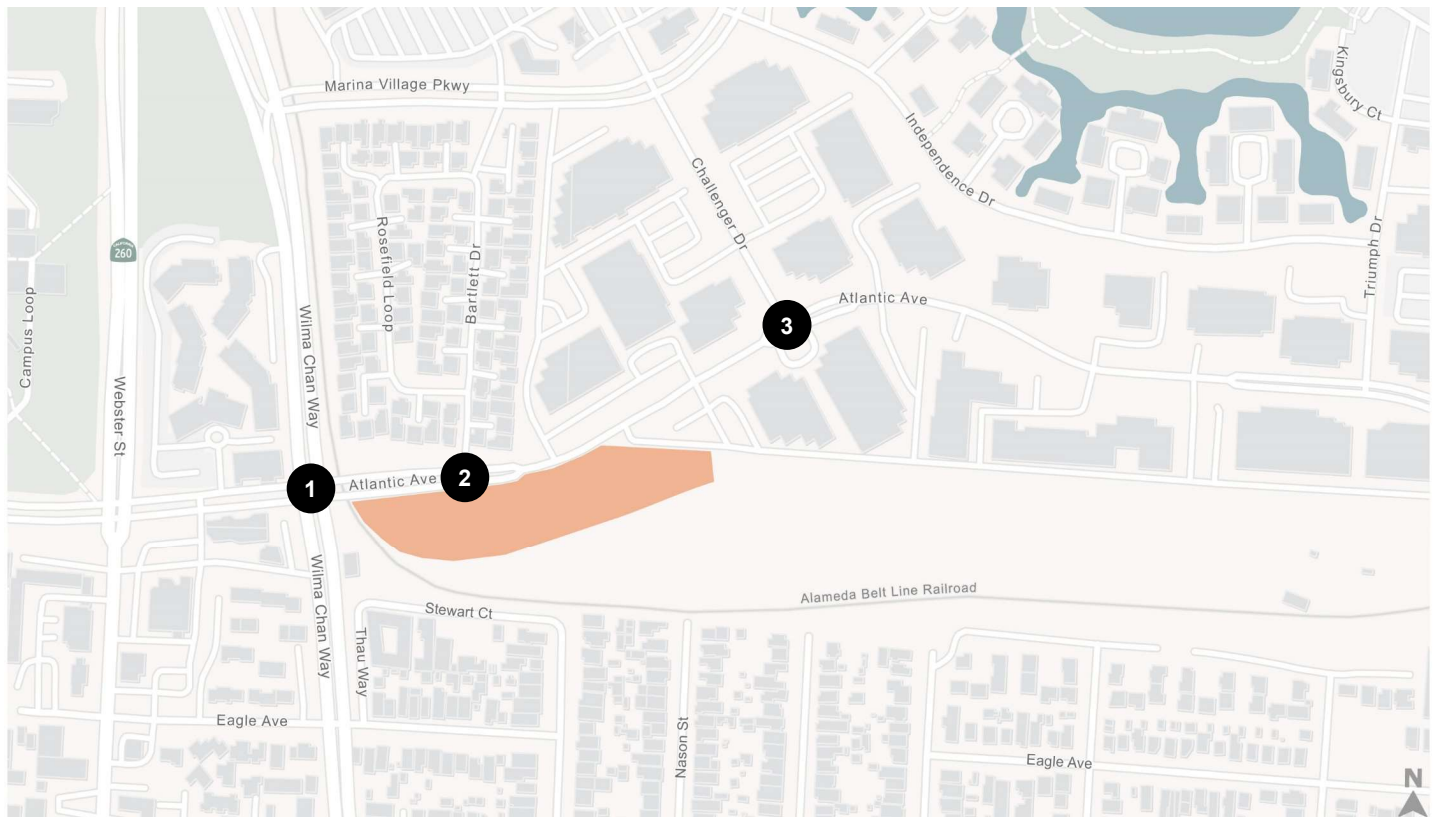 Kingsbury Ct
Marina Village Pkwy
Independence Dr
Challenger Dr
Rosefield Loop
Bartlett Dr
CALIFORNIA
260
Triumph Dr
Campus Loop
Wilma Chan Way
Atlantic Ave
3
Webster St
1
Atlantic Ave
2
Wilma Chan Way
Alameda Belt Line Railroad
Stewart Ct
Thau Way
Eagle Ave
Nason St
Eagle Ave
N